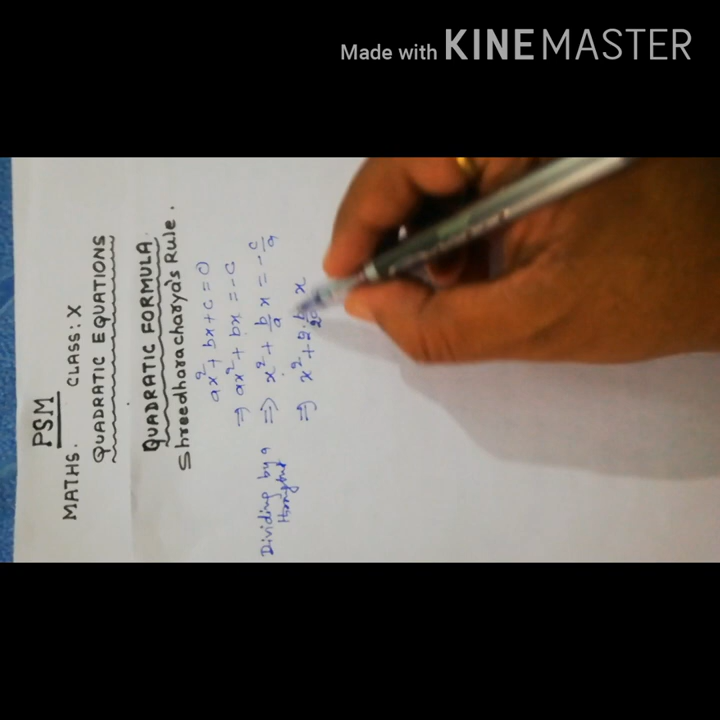 Made with KINEMASTER
PSM
MATHS. CLASS: X
QUADRATIC EQUATIONS
QUADRATIC FORMULA.
Shreedharacharya's Rule.
ax² + bx + c = 0
⇒ ax² + bx = -c
Dividing by a ⇒ x² + b/a x = -c/a
⇒ x² + 2·b/2a x